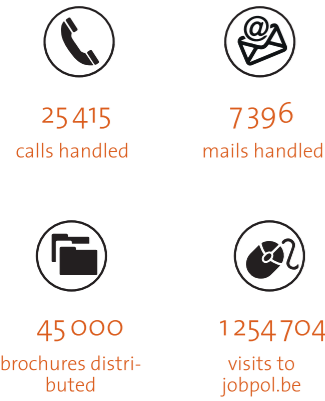 25 415
calls handled
7 396
mails handled
45 000
brochures distri-
buted
1 254 704
visits to
jobpol.be